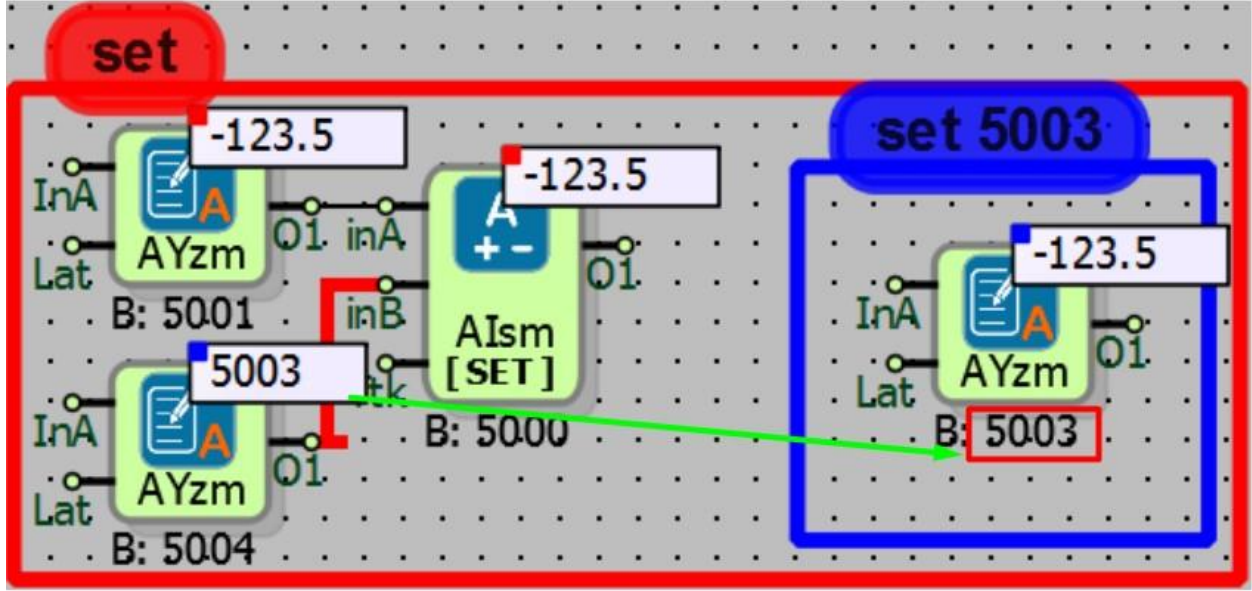 set
-123.5
InA
Lat
A
AYzm
O1
B: 5001
5003
InA
Lat
A
AYzm
O1
B: 5004
-123.5
inA
inB
A
+ -
AIsm
[SET]
O1
B: 5000
set 5003
-123.5
InA
Lat
A
AYzm
O1
B: 5003